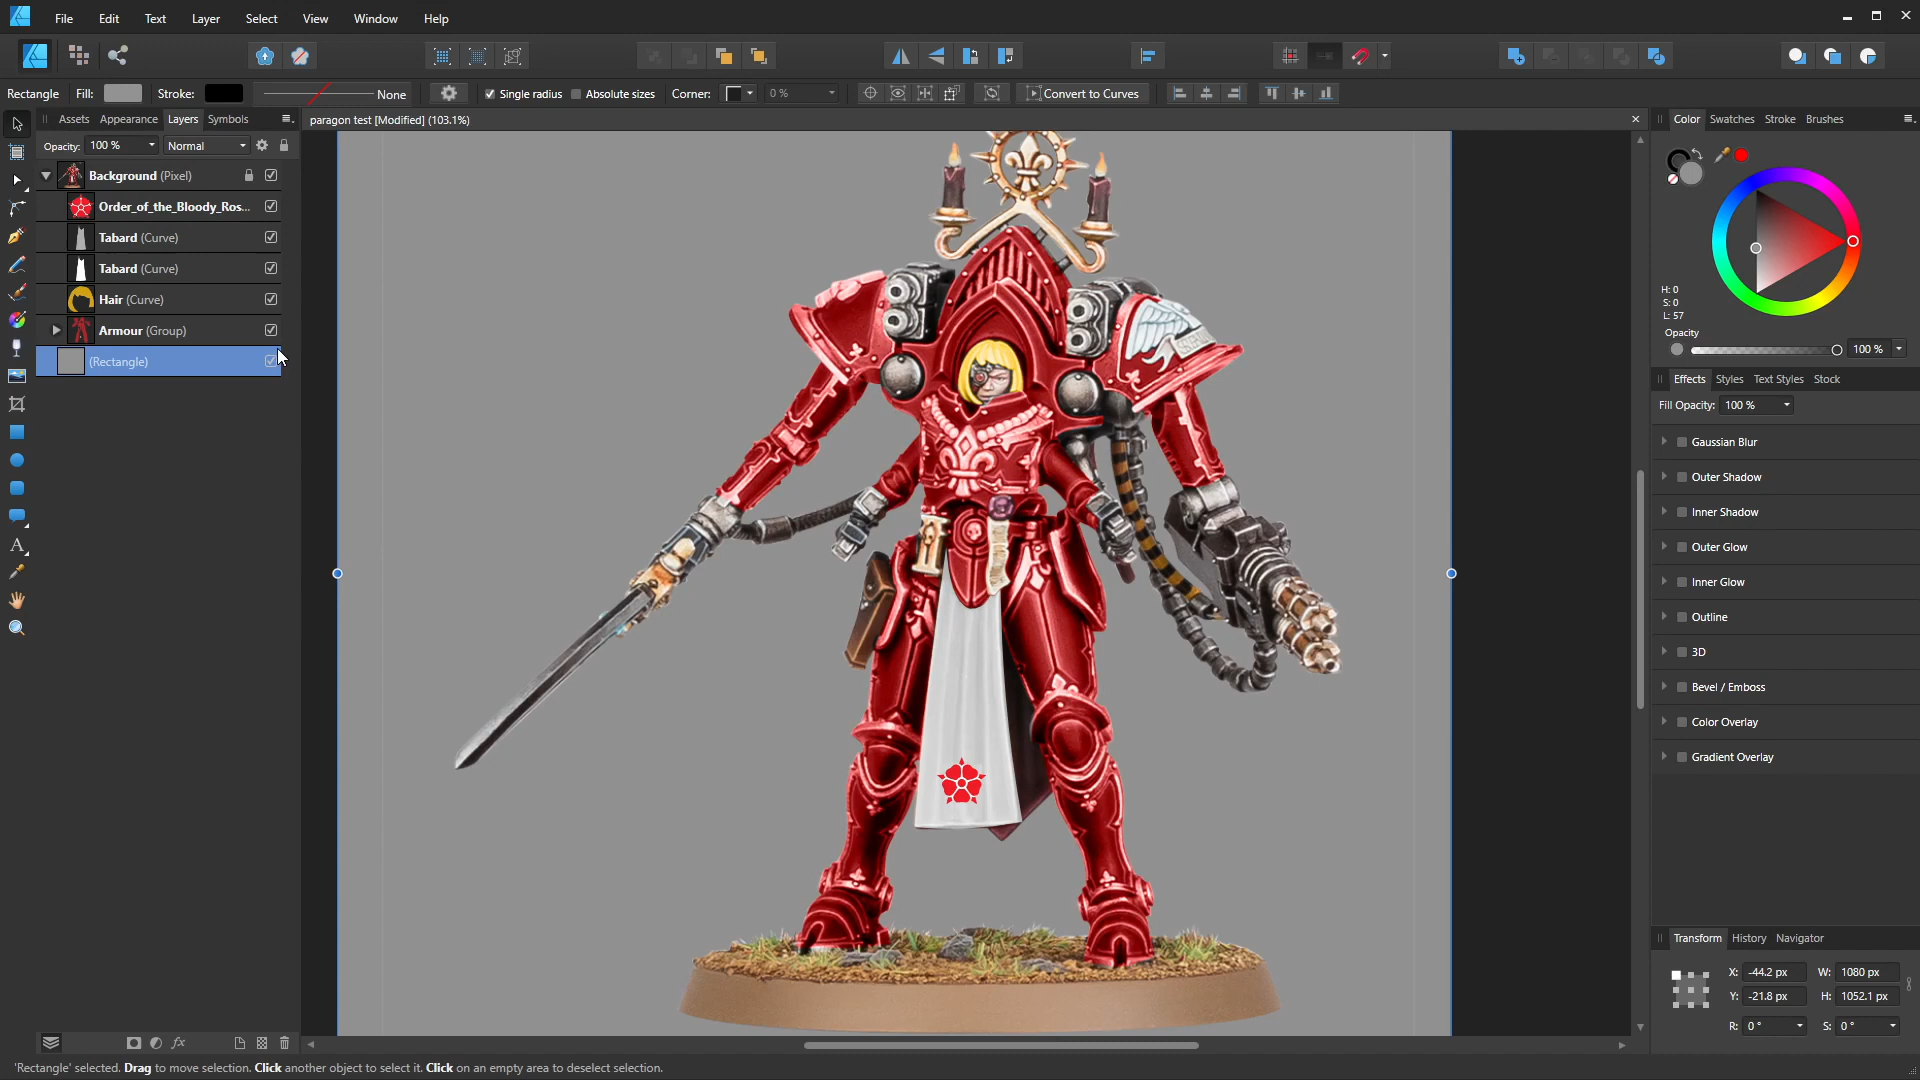 File Edit Text Layer Select View Window Help
Rectangle Fill: Stroke: None Single radius Absolute sizes Corner: 0 % Convert to Curves
Assets Appearance Layers Symbols
paragon test [Modified] (103.1%)
Color Swatches Stroke Brushes
Opacity: 100 % Normal
Background (Pixel)
Order_of_the_Bloody_Ros...
Tabard (Curve)
Tabard (Curve)
Hair (Curve)
Armour (Group)
(Rectangle)
H: 0
S: 0
L: 57
Opacity
100 %
Effects Styles Text Styles Stock
Fill Opacity: 100 %
Gaussian Blur
Outer Shadow
Inner Shadow
Outer Glow
Inner Glow
Outline
3D
Bevel / Emboss
Color Overlay
Gradient Overlay
Transform History Navigator
X: -44.2 px W: 1080 px
Y: -21.8 px H: 1052.1 px
R: 0 ° S: 0 °
'Rectangle' selected. Drag to move selection. Click another object to select it. Click on an empty area to deselect selection.